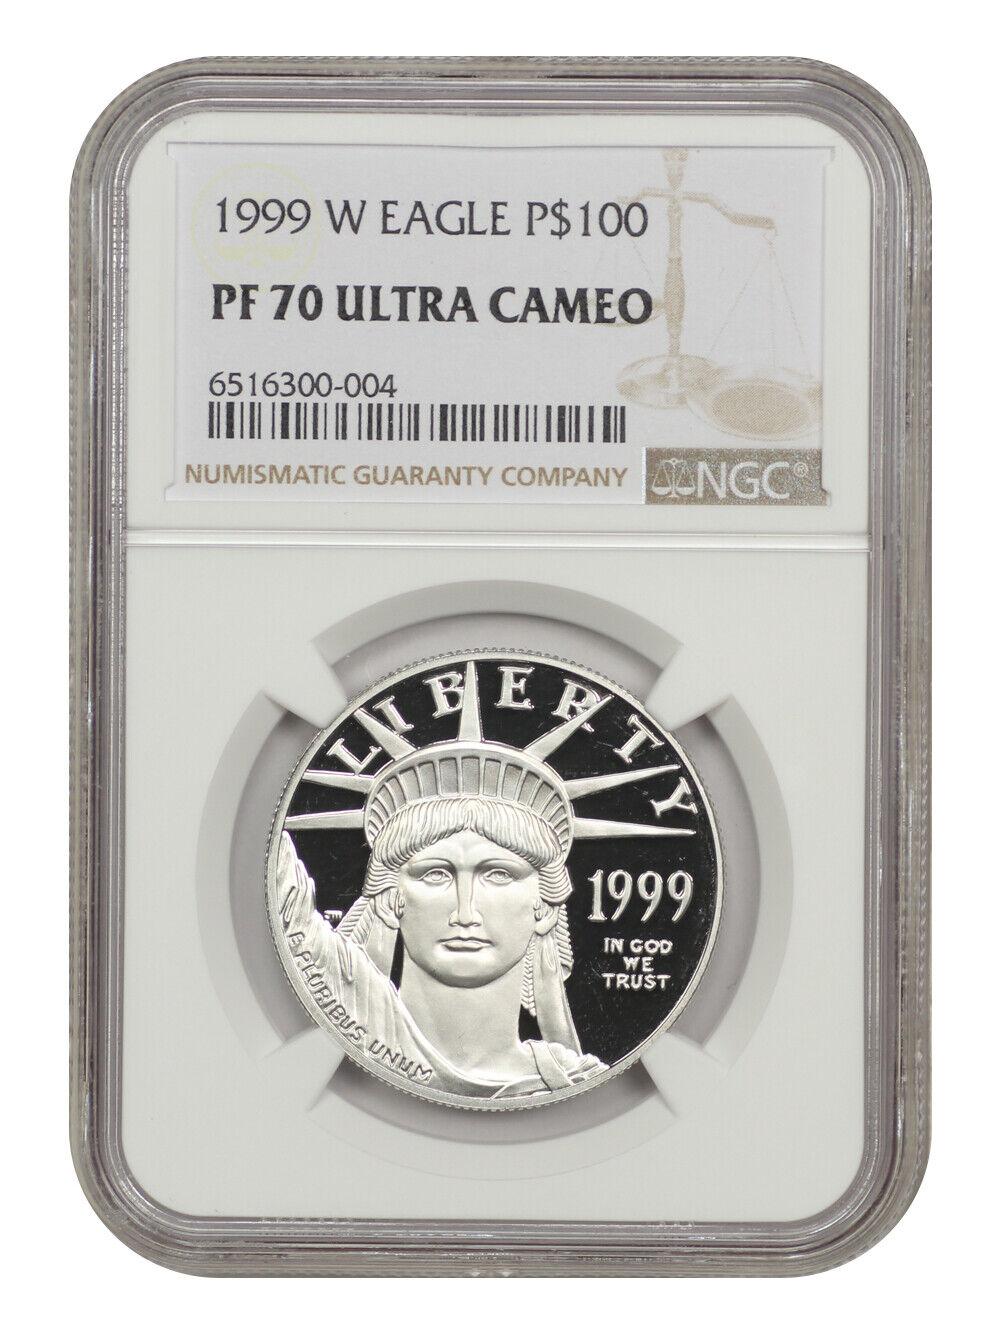 1999 W EAGLE P$100
PF 70 ULTRA CAMEO
6516300-004
NUMISMATIC GUARANTY COMPANY
NGC®
LIBERTY
1999
IN GOD
WE
TRUST
E PLURIBUS UNUM